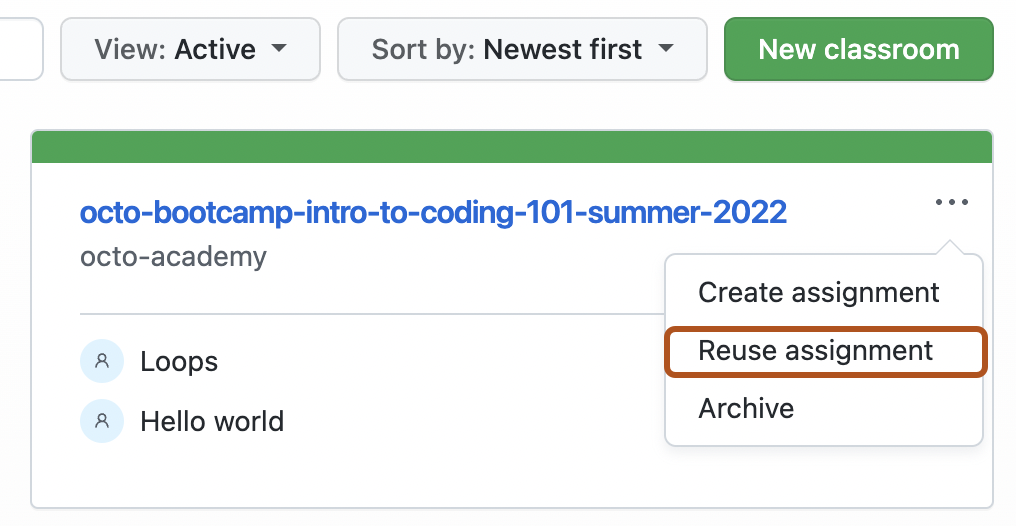 View: Active
Sort by: Newest first
New classroom
octo-bootcamp-intro-to-coding-101-summer-2022
octo-academy
Create assignment
Reuse assignment
Archive
Loops
Hello world